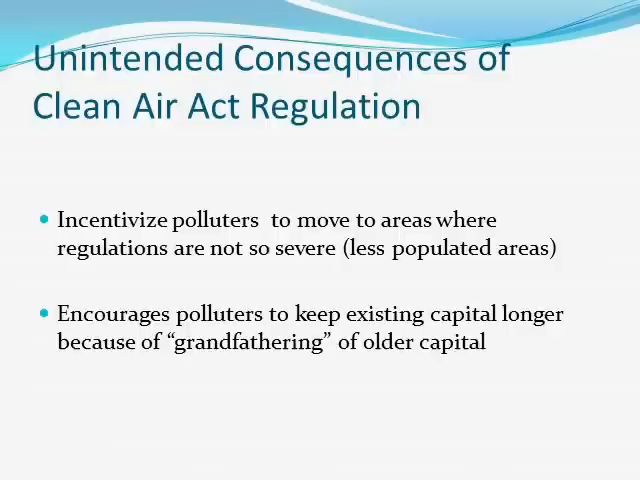 Unintended Consequences of
Clean Air Act Regulation
• Incentivize polluters  to move to areas where
regulations are not so severe (less populated areas)
• Encourages polluters to keep existing capital longer
because of “grandfathering” of older capital